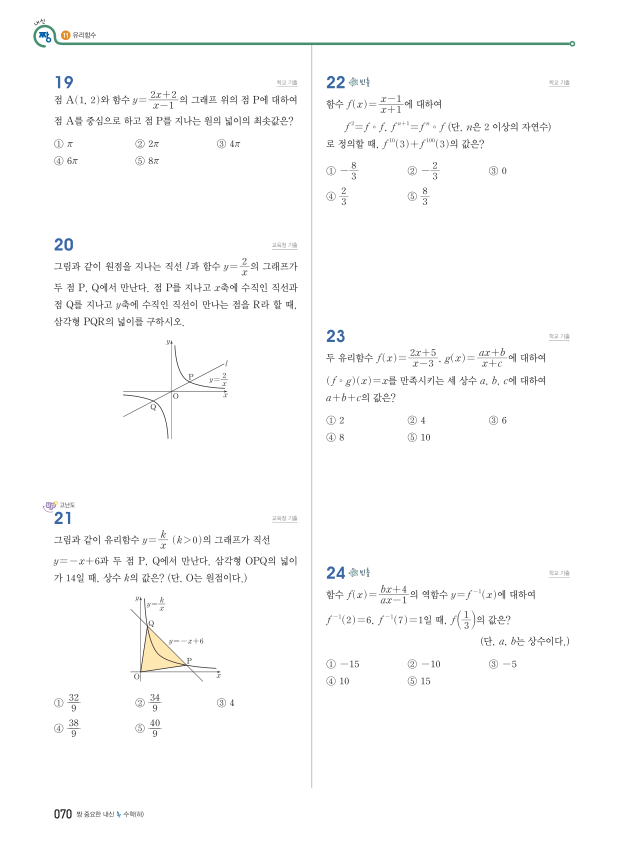 내신
짱
11 유리함수
19
학교 기출
점 A(1, 2)와 함수 y=\frac{2x+2}{x-1}의 그래프 위의 점 P에 대하여
점 A를 중심으로 하고 점 P를 지나는 원의 넓이의 최솟값은?
① π ② 2π ③ 4π
④ 6π ⑤ 8π
20
교육청 기출
그림과 같이 원점을 지나는 직선 l과 함수 y=\frac{2}{x}의 그래프가
두 점 P, Q에서 만난다. 점 P를 지나고 x축에 수직인 직선과
점 Q를 지나고 y축에 수직인 직선이 만나는 점을 R라 할 때,
삼각형 PQR의 넓이를 구하시오.
y
l
P
y=\frac{2}{x}
O
x
Q
고난도
21
교육청 기출
그림과 같이 유리함수 y=\frac{k}{x} (k>0)의 그래프가 직선
y=-x+6과 두 점 P, Q에서 만난다. 삼각형 OPQ의 넓이
가 14일 때, 상수 k의 값은? (단, O는 원점이다.)
y
y=\frac{k}{x}
Q
y=-x+6
P
O
x
① \frac{32}{9} ② \frac{34}{9} ③ 4
④ \frac{38}{9} ⑤ \frac{40}{9}
22 빈출
학교 기출
함수 f(x)=\frac{x-1}{x+1}에 대하여
f²=f∘f, fⁿ⁺¹=fⁿ∘f (단, n은 2 이상의 자연수)
로 정의할 때, f¹⁰(3)+f¹⁰⁰(3)의 값은?
① -\frac{8}{3} ② -\frac{2}{3} ③ 0
④ \frac{2}{3} ⑤ \frac{8}{3}
23
학교 기출
두 유리함수 f(x)=\frac{2x+5}{x-3}, g(x)=\frac{ax+b}{x+c}에 대하여
(f∘g)(x)=x를 만족시키는 세 상수 a, b, c에 대하여
a+b+c의 값은?
① 2 ② 4 ③ 6
④ 8 ⑤ 10
24 빈출
학교 기출
함수 f(x)=\frac{bx+4}{ax-1}의 역함수 y=f⁻¹(x)에 대하여
f⁻¹(2)=6, f⁻¹(7)=1일 때, f(\frac{1}{3})의 값은?
(단, a, b는 상수이다.)
① -15 ② -10 ③ -5
④ 10 ⑤ 15
070 짱 중요한 내신 짱 수학(하)